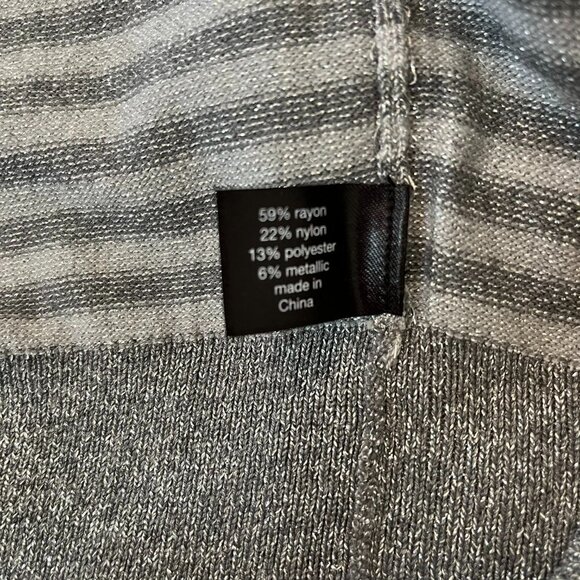 59% rayon
22% nylon
13% polyester
6% metallic
made in
China